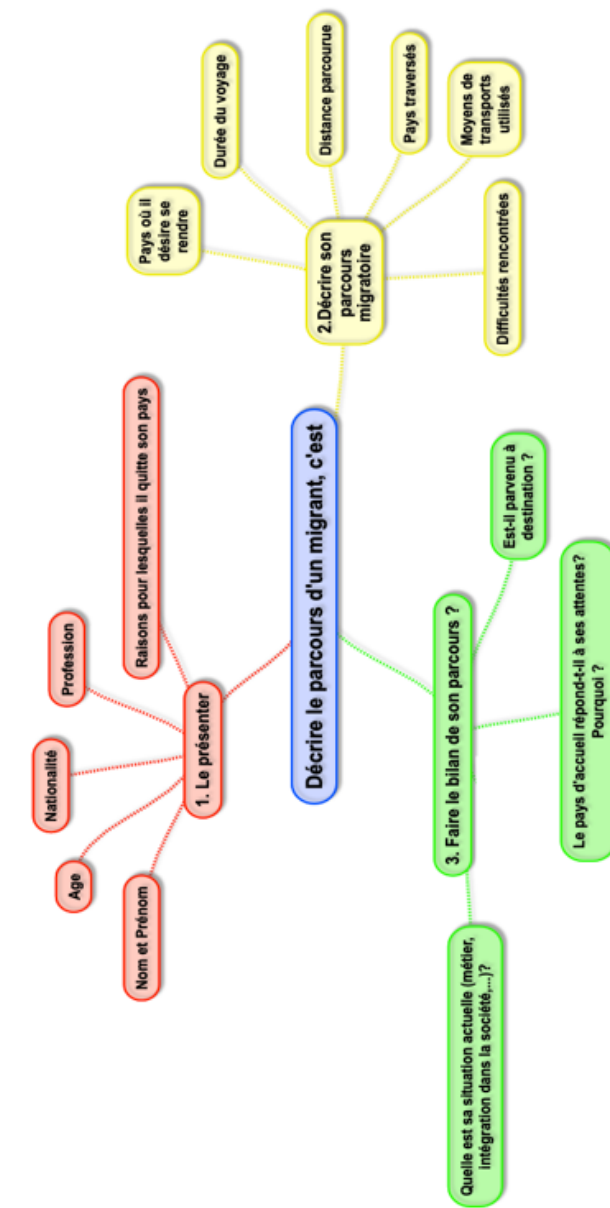 Décrire le parcours d'un migrant, c'est
1. Le présenter
Nom et Prénom
Age
Nationalité
Profession
Raisons pour lesquelles il quitte son pays
2.Décrire son
parcours
migratoire
Pays où il
désire se
rendre
Durée du voyage
Distance parcourue
Pays traversés
Moyens de
transports
utilisés
Difficultés rencontrées
3. Faire le bilan de son parcours ?
Quelle est sa situation actuelle (métier,
intégration dans la société,...)?
Le pays d'accueil répond-t-il à ses attentes?
Pourquoi ?
Est-il parvenu à
destination ?